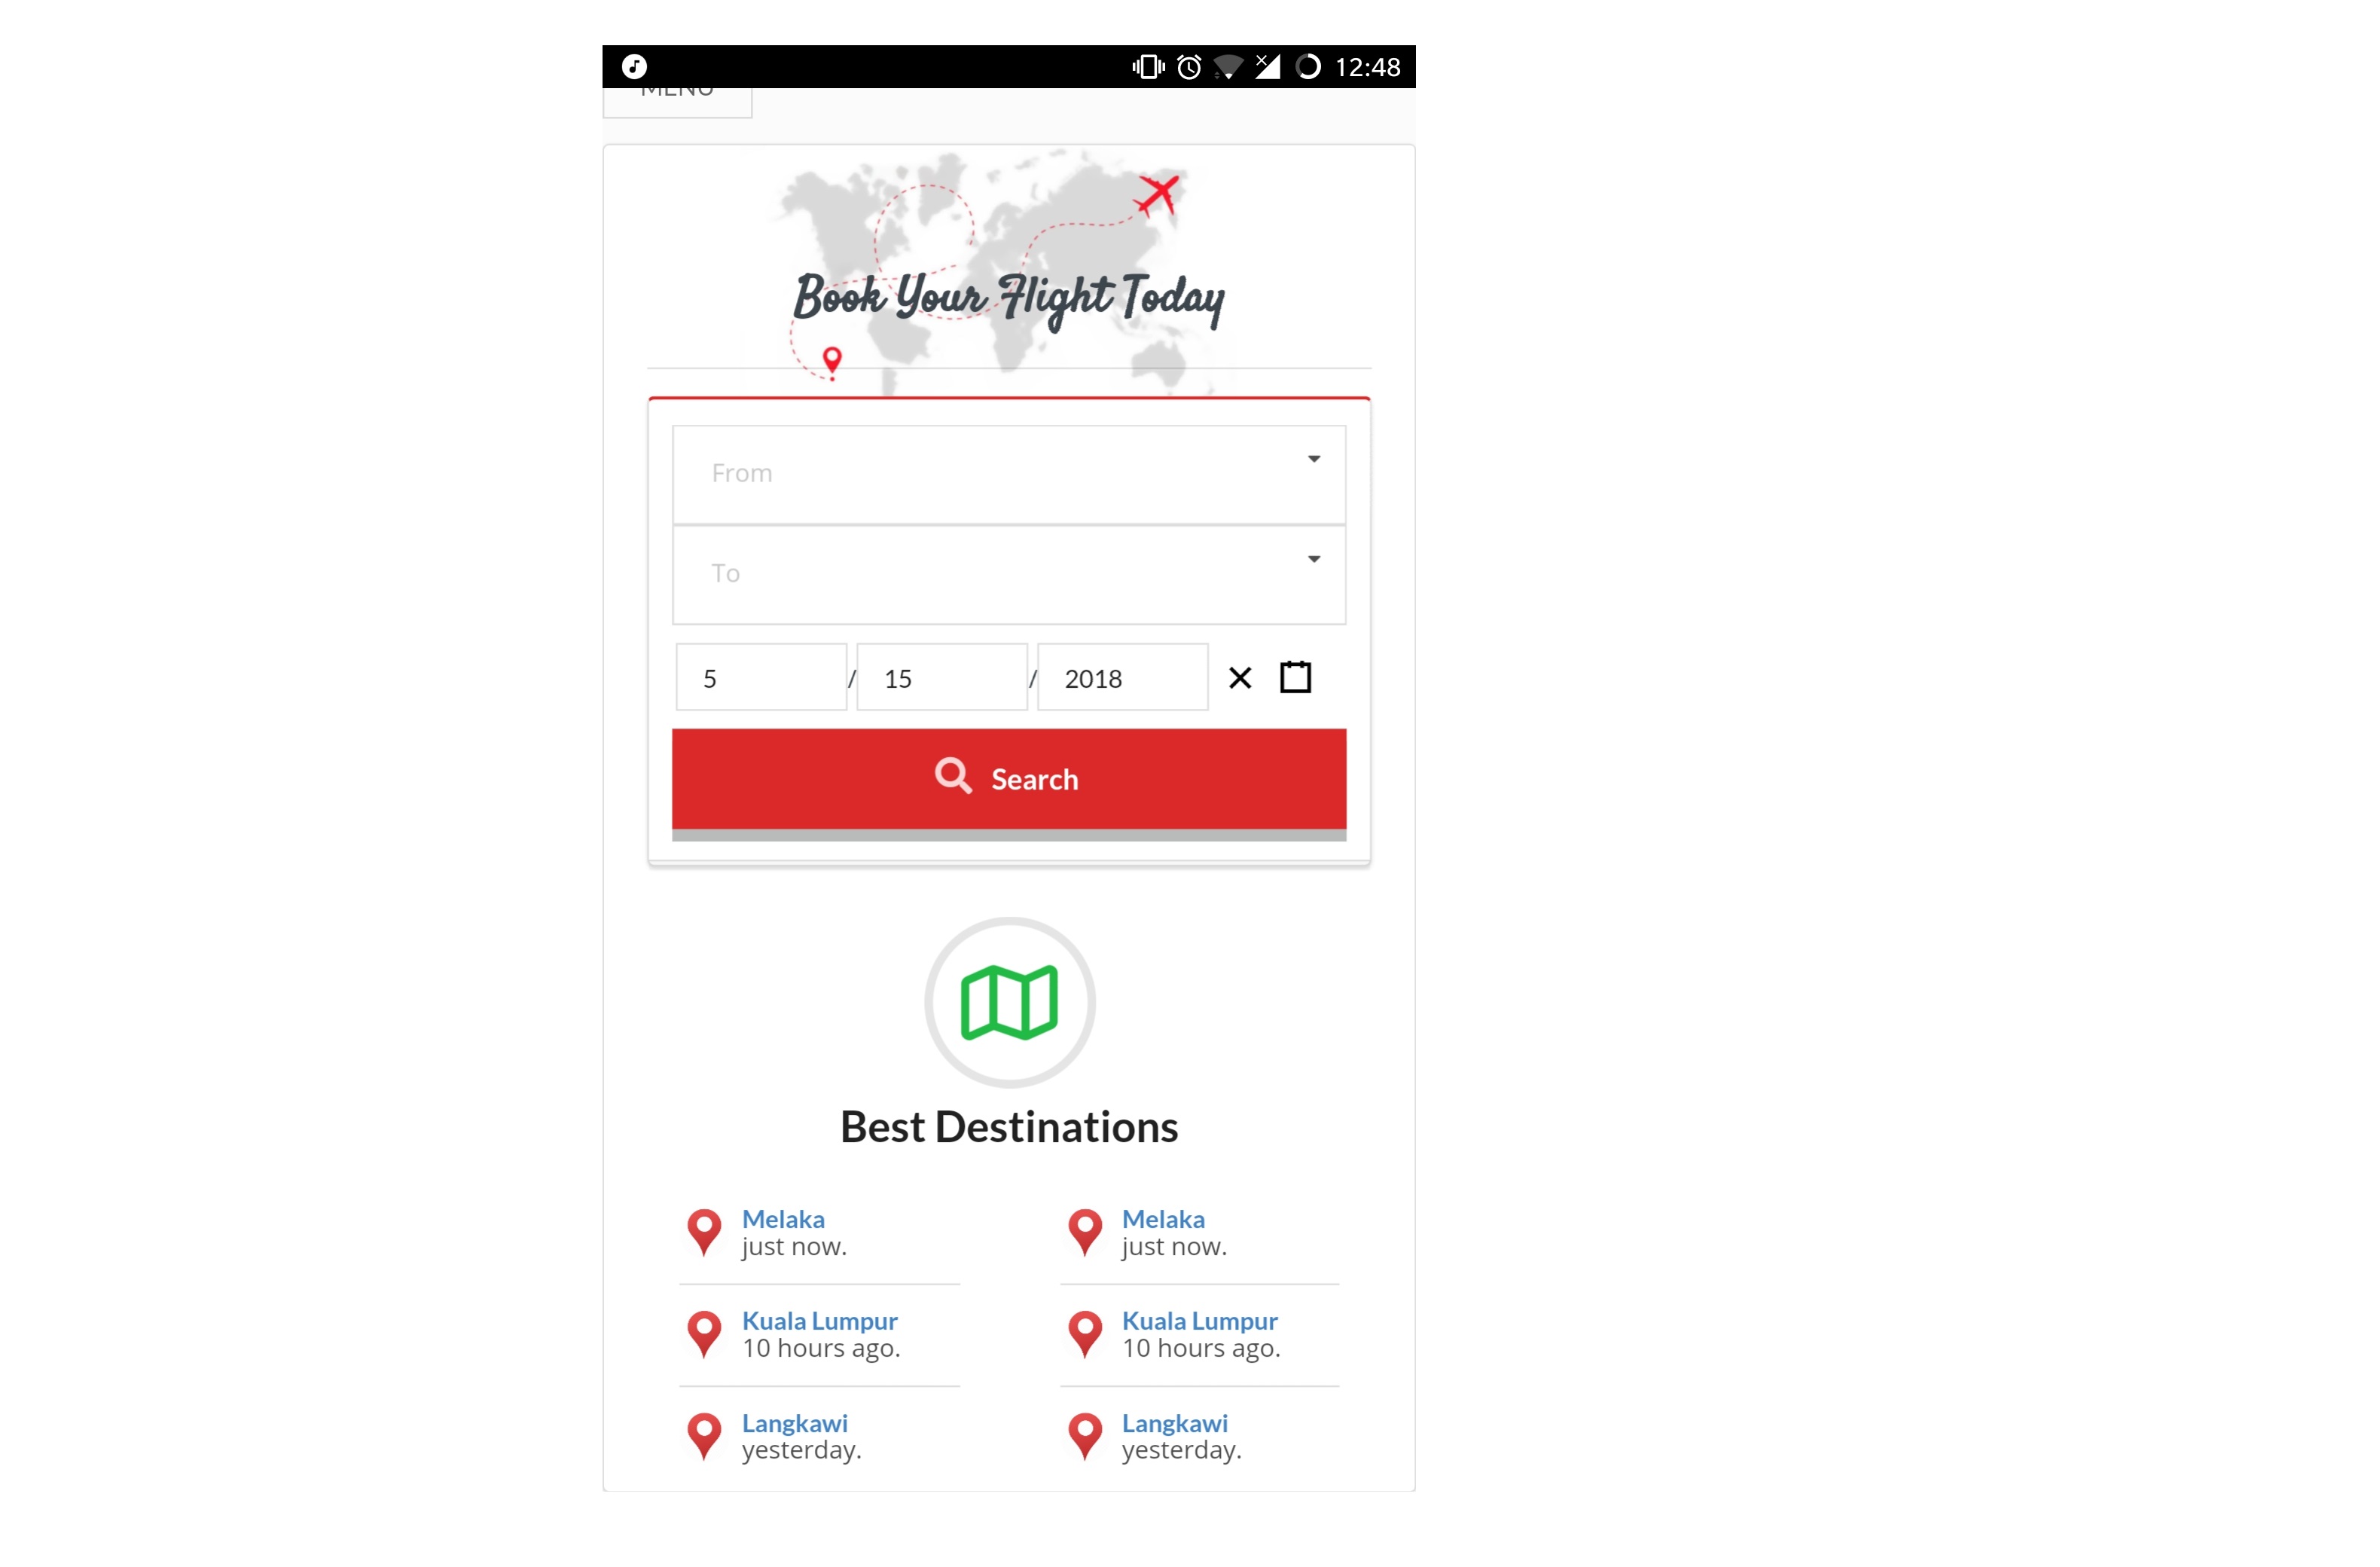 12:48
MENU
Book Your Flight Today
From
To
5 / 15 / 2018
Search
Best Destinations
Melaka
just now.
Melaka
just now.
Kuala Lumpur
10 hours ago.
Kuala Lumpur
10 hours ago.
Langkawi
yesterday.
Langkawi
yesterday.